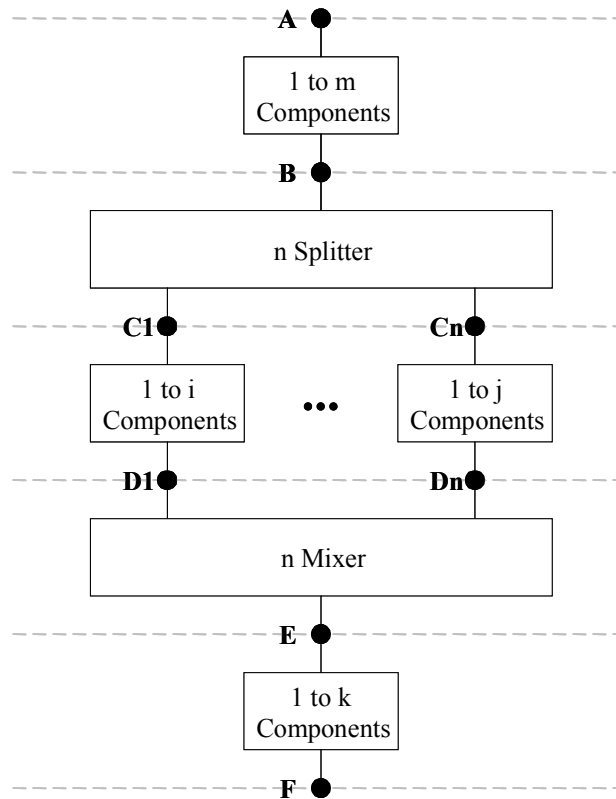 A
1 to m
Components
B
n Splitter
C1 Cn
1 to i
Components
1 to j
Components
D1 Dn
n Mixer
E
1 to k
Components
F